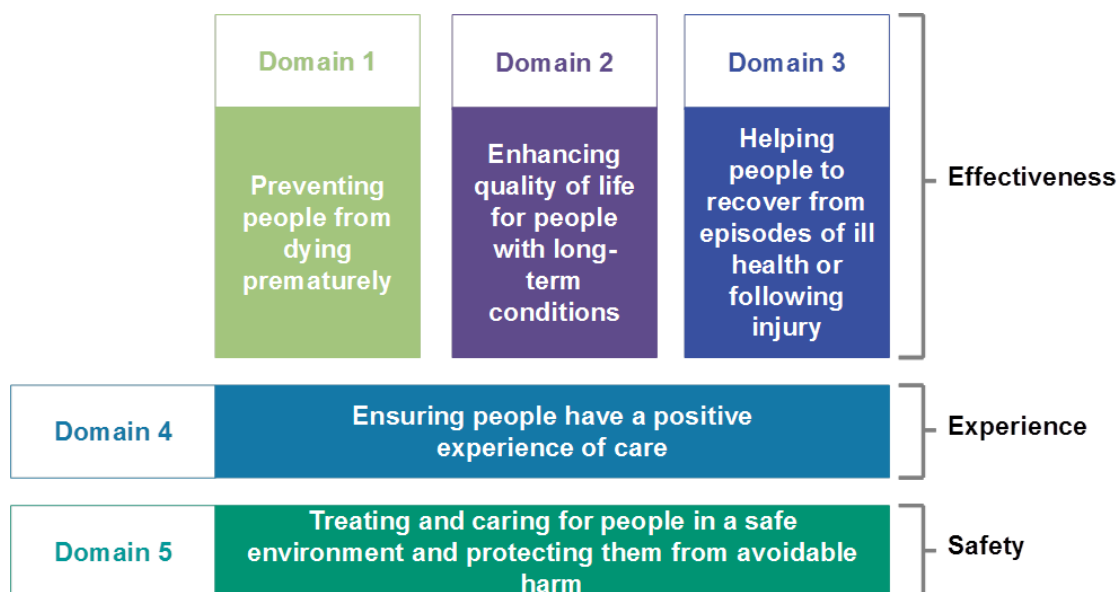 Domain 1
Preventing
people from
dying
prematurely
Domain 2
Enhancing
quality of life
for people
with long-
term
conditions
Domain 3
Helping
people to
recover from
episodes of ill
health or
following
injury
Effectiveness
Domain 4
Ensuring people have a positive
experience of care
Experience
Domain 5
Treating and caring for people in a safe
environment and protecting them from avoidable
harm
Safety